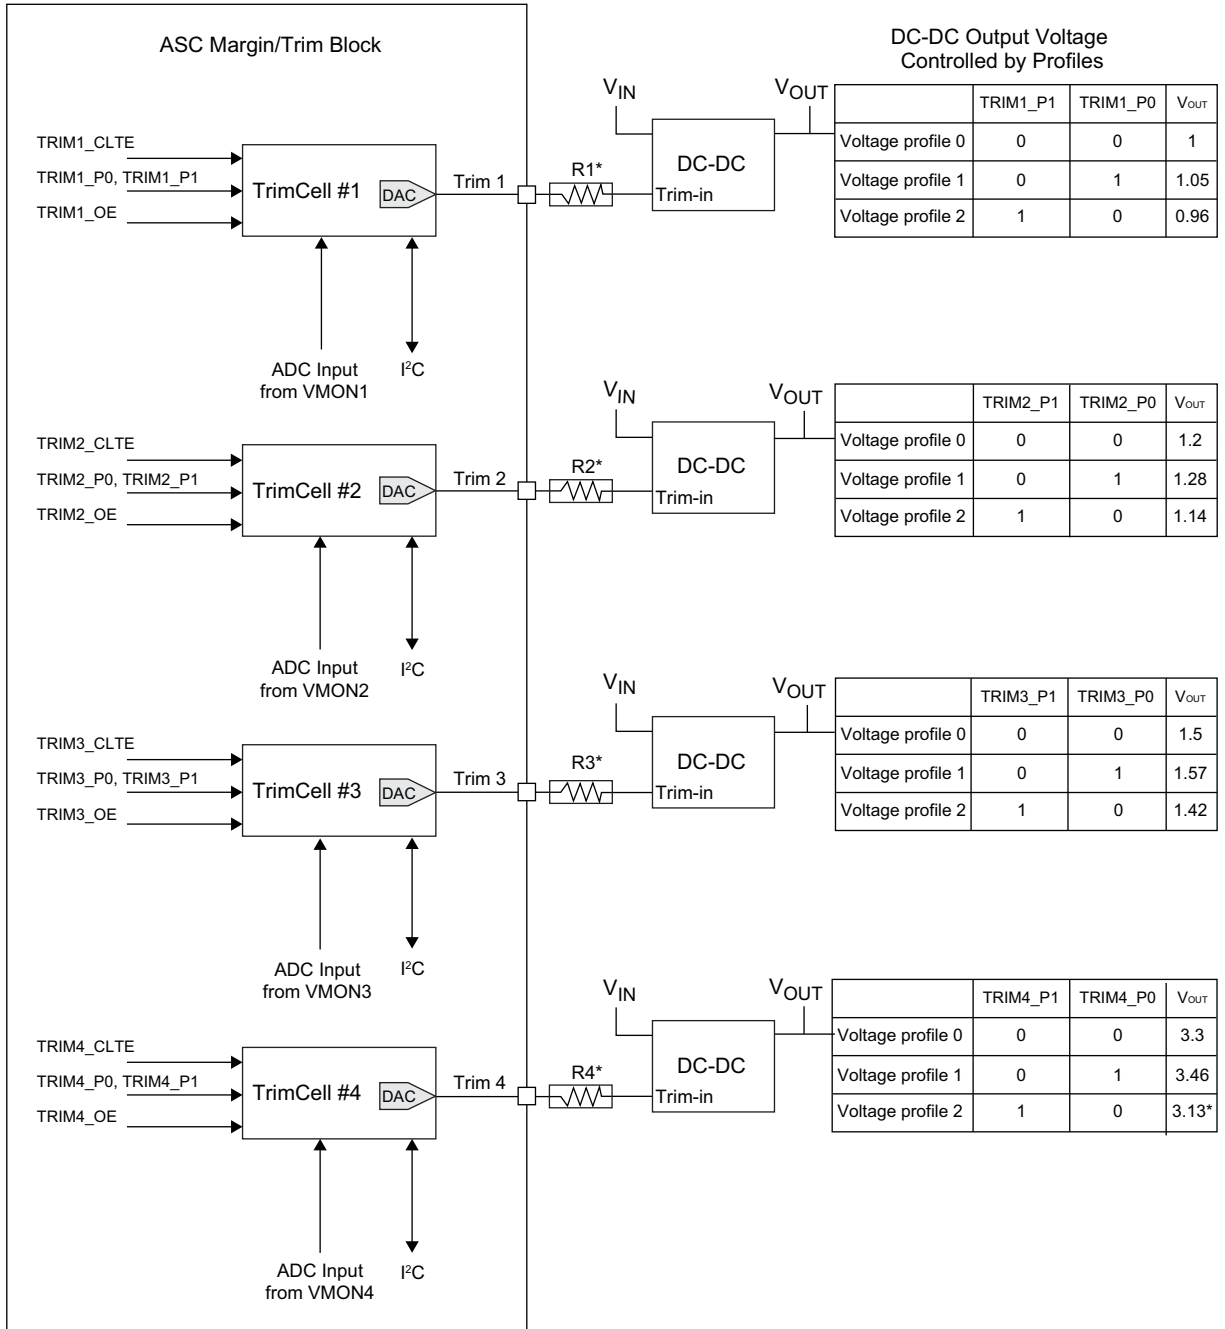 ASC Margin/Trim Block
DC-DC Output Voltage
Controlled by Profiles
TRIM1_CLTE
TRIM1_P0, TRIM1_P1
TRIM1_OE
TrimCell #1
DAC
Trim 1
R1*
VIN
DC-DC
Trim-in
VOUT
TRIM1_P1 TRIM1_P0 VOUT
Voltage profile 0 0 0 1
Voltage profile 1 0 1 1.05
Voltage profile 2 1 0 0.96
ADC Input
from VMON1
I²C
TRIM2_CLTE
TRIM2_P0, TRIM2_P1
TRIM2_OE
TrimCell #2
DAC
Trim 2
R2*
VIN
DC-DC
Trim-in
VOUT
TRIM2_P1 TRIM2_P0 VOUT
Voltage profile 0 0 0 1.2
Voltage profile 1 0 1 1.28
Voltage profile 2 1 0 1.14
ADC Input
from VMON2
I²C
TRIM3_CLTE
TRIM3_P0, TRIM3_P1
TRIM3_OE
TrimCell #3
DAC
Trim 3
R3*
VIN
DC-DC
Trim-in
VOUT
TRIM3_P1 TRIM3_P0 VOUT
Voltage profile 0 0 0 1.5
Voltage profile 1 0 1 1.57
Voltage profile 2 1 0 1.42
ADC Input
from VMON3
I²C
TRIM4_CLTE
TRIM4_P0, TRIM4_P1
TRIM4_OE
TrimCell #4
DAC
Trim 4
R4*
VIN
DC-DC
Trim-in
VOUT
TRIM4_P1 TRIM4_P0 VOUT
Voltage profile 0 0 0 3.3
Voltage profile 1 0 1 3.46
Voltage profile 2 1 0 3.13*
ADC Input
from VMON4
I²C